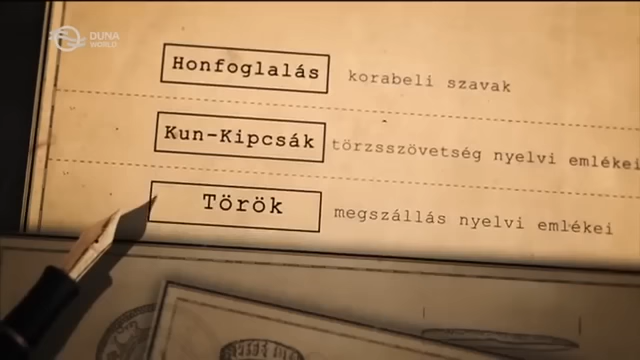 DUNA
WORLD
Honfoglalás korabeli szavak
Kun-Kipcsák törzsszövetség nyelvi emlékei
Török megszállás nyelvi emlékei